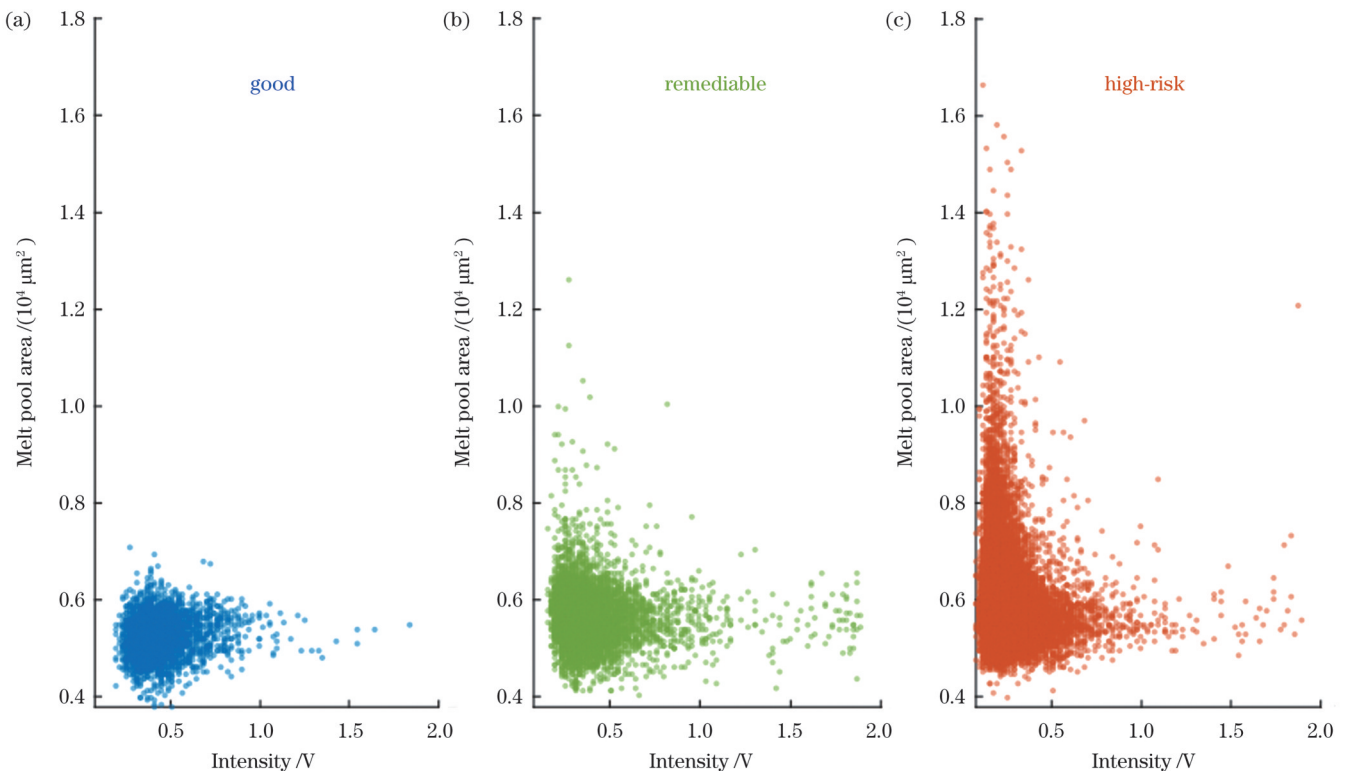 (a)
good
1.8
1.6
1.4
1.2
1.0
0.8
0.6
0.4
Melt pool area /(10⁴ μm²)
0.5 1.0 1.5 2.0
Intensity /V
(b)
remediable
1.8
1.6
1.4
1.2
1.0
0.8
0.6
0.4
Melt pool area /(10⁴ μm²)
0.5 1.0 1.5 2.0
Intensity /V
(c)
high-risk
1.8
1.6
1.4
1.2
1.0
0.8
0.6
0.4
Melt pool area /(10⁴ μm²)
0.5 1.0 1.5 2.0
Intensity /V